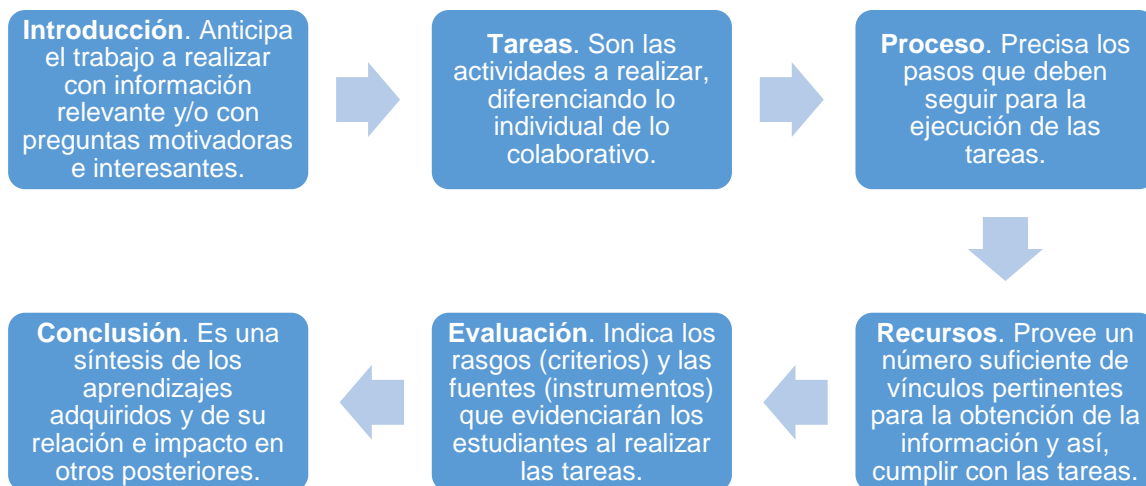 Introducción. Anticipa
el trabajo a realizar
con información
relevante y/o con
preguntas motivadoras
e interesantes.
Tareas. Son las
actividades a realizar,
diferenciando lo
individual de lo
colaborativo.
Proceso. Precisa los
pasos que deben
seguir para la
ejecución de las
tareas.
Recursos. Provee un
número suficiente de
vínculos pertinentes
para la obtención de la
información y así,
cumplir con las tareas.
Evaluación. Indica los
rasgos (criterios) y las
fuentes (instrumentos)
que evidenciarán los
estudiantes al realizar
las tareas.
Conclusión. Es una
síntesis de los
aprendizajes
adquiridos y de su
relación e impacto en
otros posteriores.